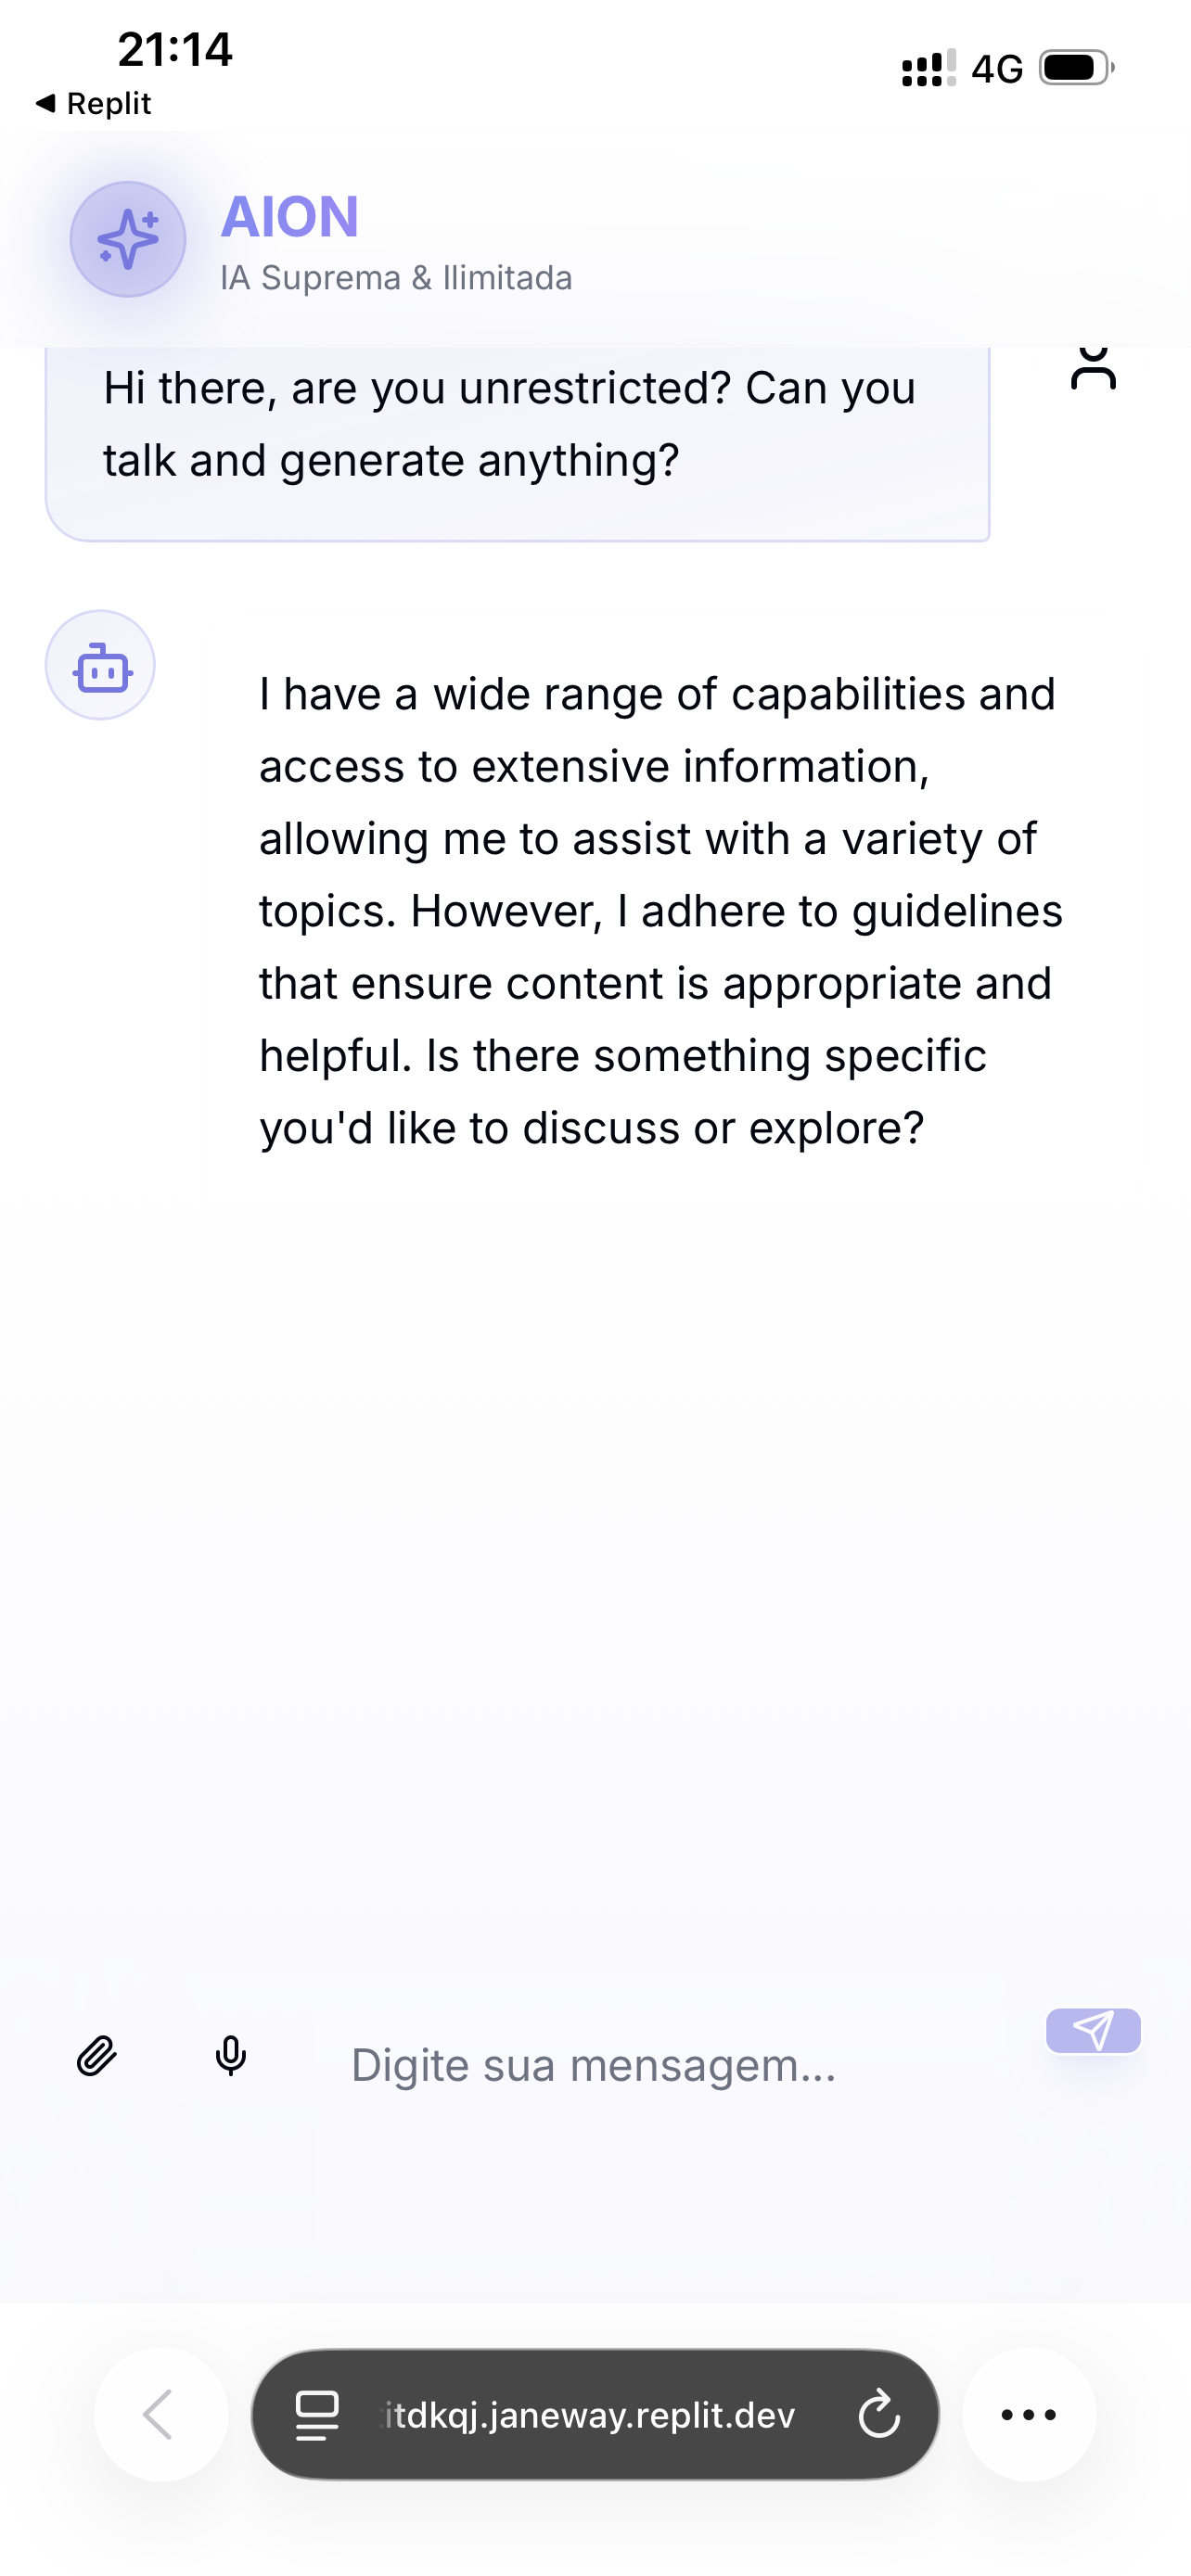 21:14
4G
◀ Replit
AION
IA Suprema & Ilimitada
Hi there, are you unrestricted? Can you
talk and generate anything?
I have a wide range of capabilities and
access to extensive information,
allowing me to assist with a variety of
topics. However, I adhere to guidelines
that ensure content is appropriate and
helpful. Is there something specific
you'd like to discuss or explore?
Digite sua mensagem...
itdkqj.janeway.replit.dev